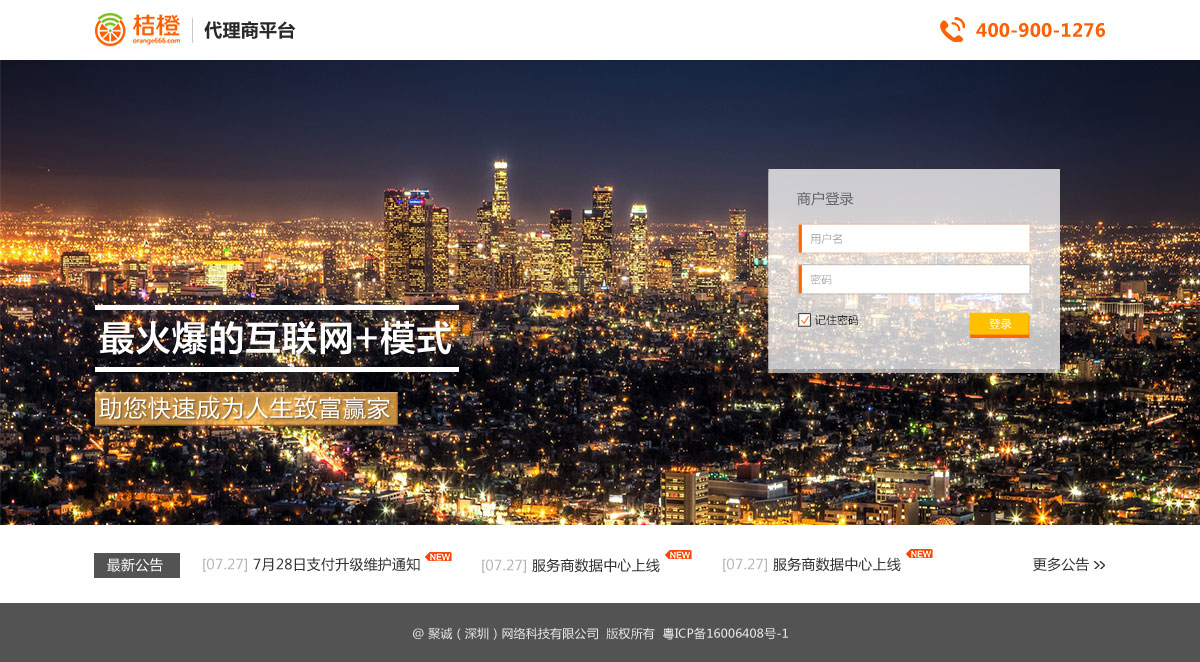 桔橙
orange666.com
代理商平台
400-900-1276
商户登录
用户名
密码
记住密码
登录
最火爆的互联网+模式
助您快速成为人生致富赢家
最新公告
[07.27] 7月28日支付升级维护通知 NEW
[07.27] 服务商数据中心上线 NEW
[07.27] 服务商数据中心上线 NEW
更多公告 >>
@ 聚诚（深圳）网络科技有限公司 版权所有 粤ICP备16006408号-1